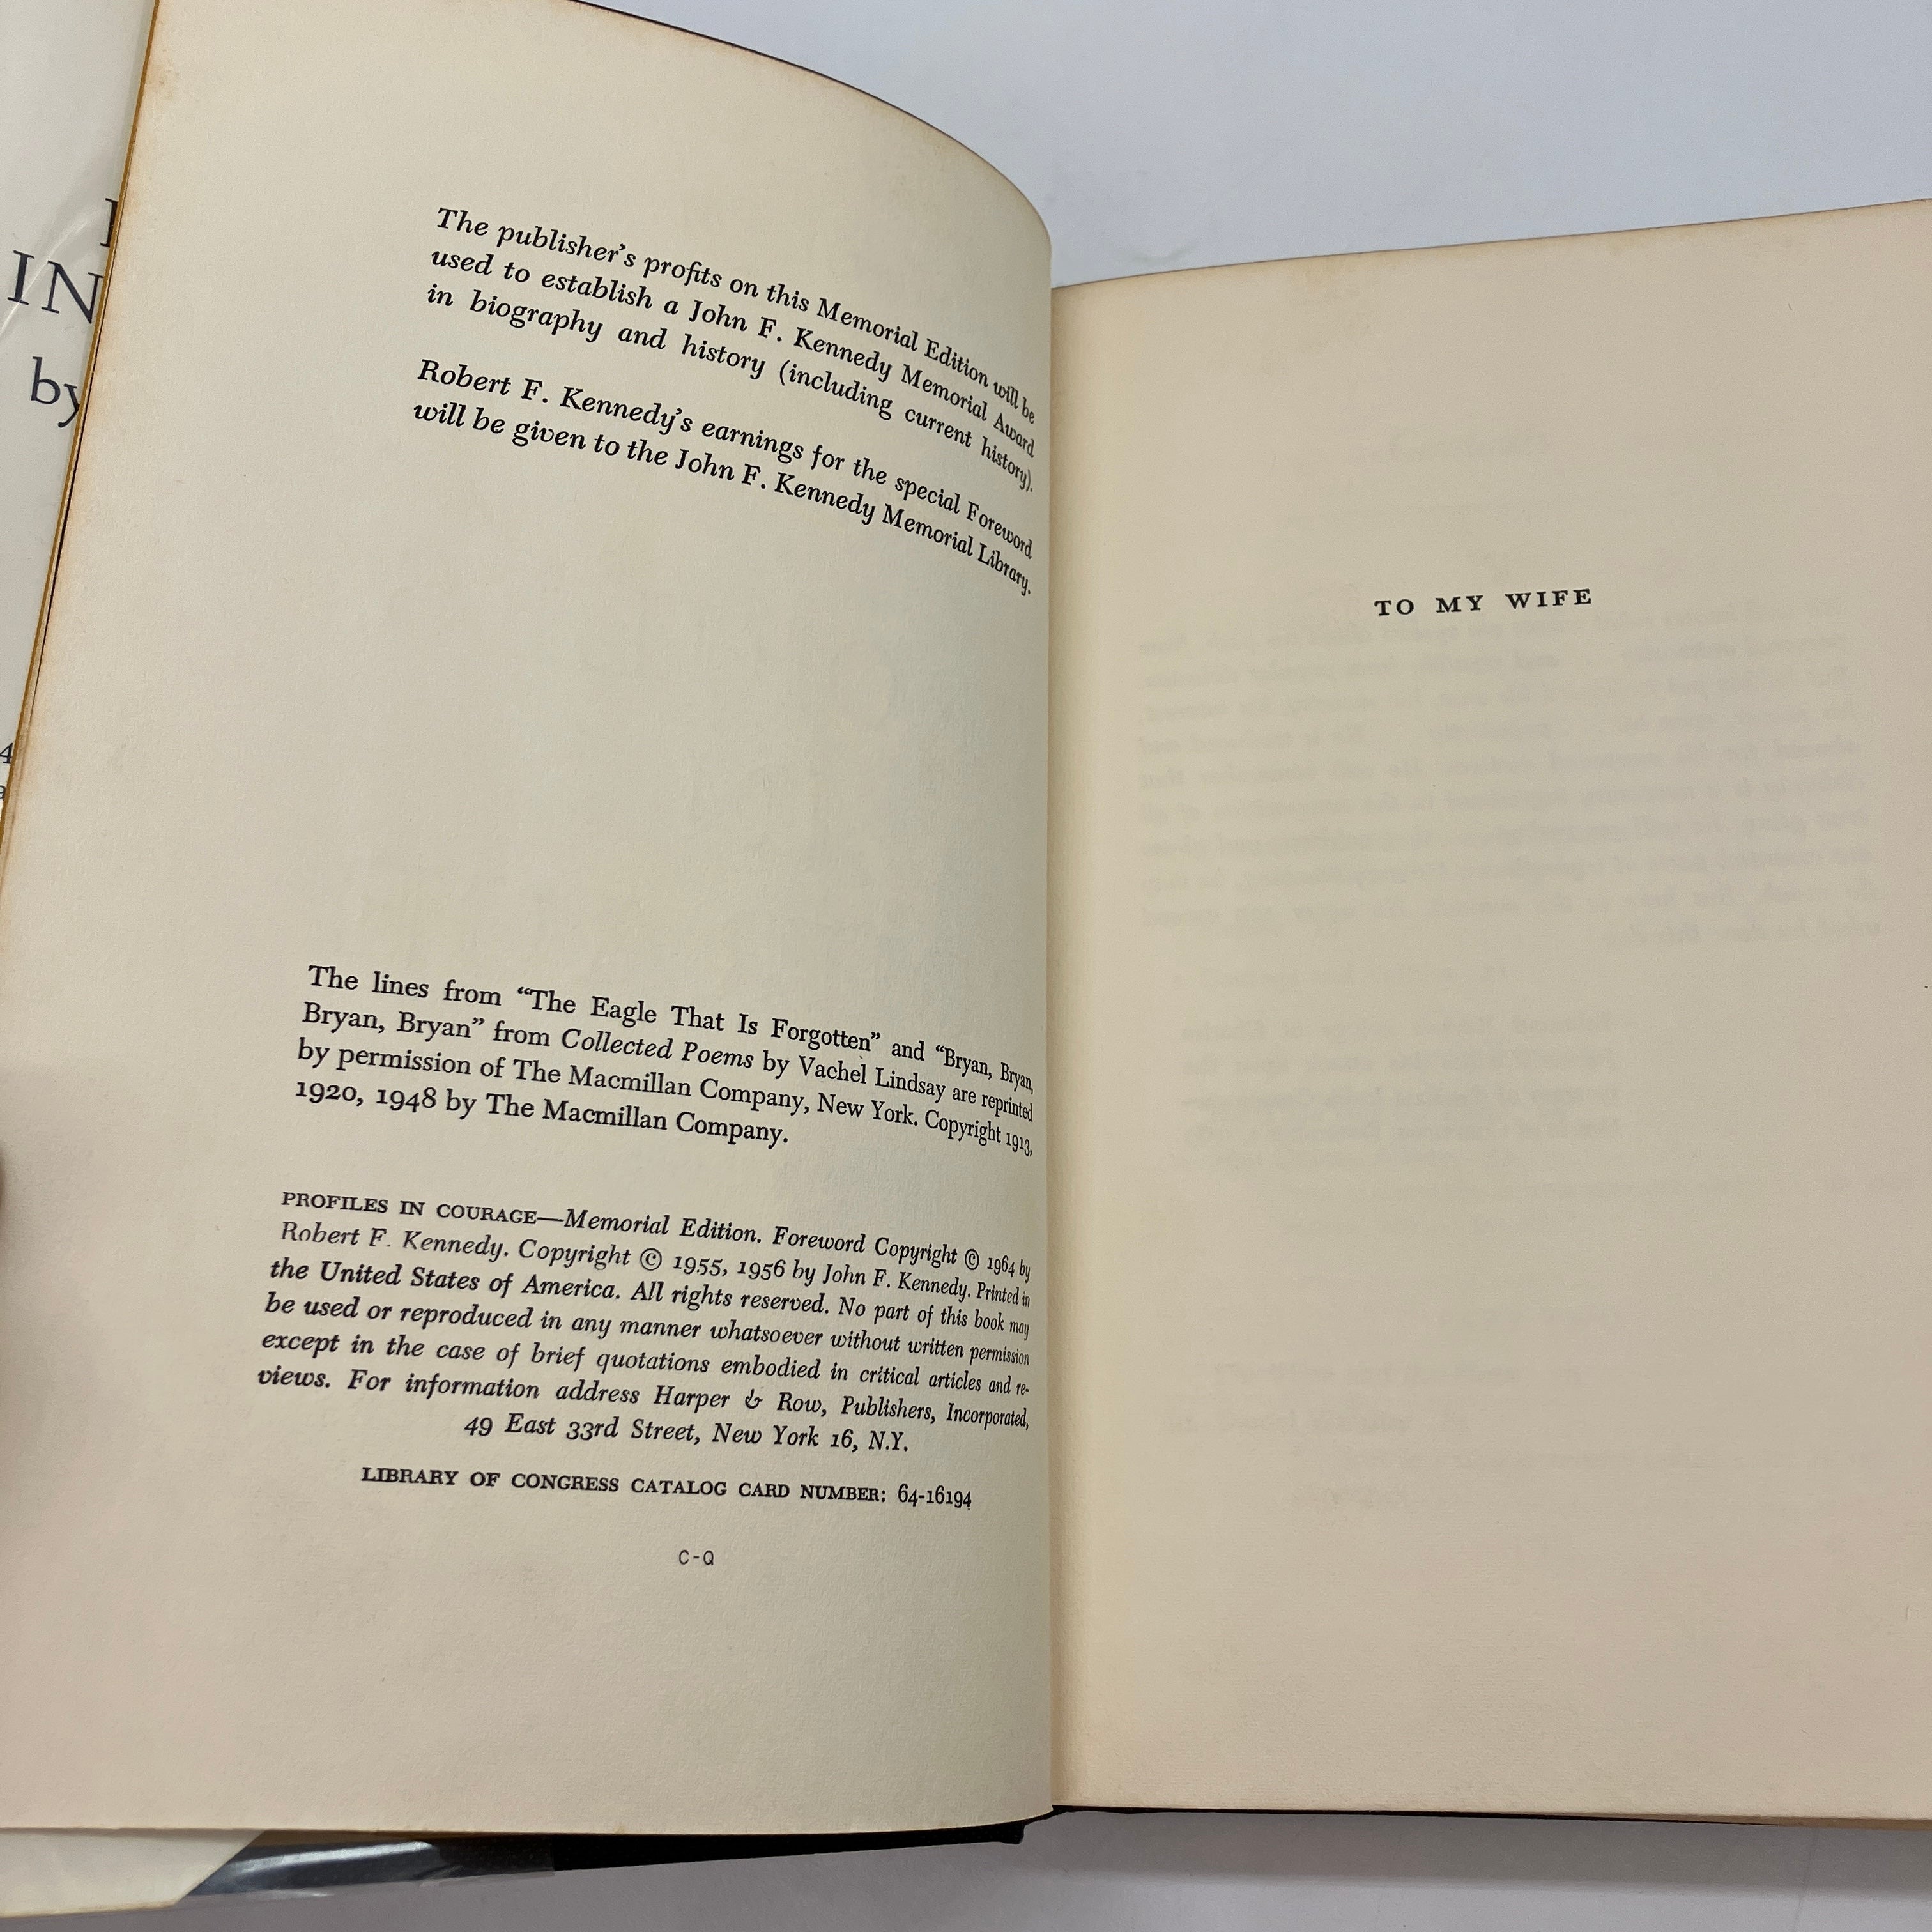 IN
by
The publisher's profits on this Memorial Edition will be
used to establish a John F. Kennedy Memorial Award
in biography and history (including current history).
Robert F. Kennedy's earnings for the special Foreword
will be given to the John F. Kennedy Memorial Library.
The lines from “The Eagle That Is Forgotten” and “Bryan, Bryan,
Bryan, Bryan” from Collected Poems by Vachel Lindsay are reprinted
by permission of The Macmillan Company, New York. Copyright 1913,
1920, 1948 by The Macmillan Company.
PROFILES IN COURAGE—Memorial Edition. Foreword Copyright © 1964 by
Robert F. Kennedy. Copyright © 1955, 1956 by John F. Kennedy. Printed in
the United States of America. All rights reserved. No part of this book may
be used or reproduced in any manner whatsoever without written permission
except in the case of brief quotations embodied in critical articles and re-
views. For information address Harper & Row, Publishers, Incorporated,
49 East 33rd Street, New York 16, N.Y.
LIBRARY OF CONGRESS CATALOG CARD NUMBER: 64-16194
C-Q
TO MY WIFE